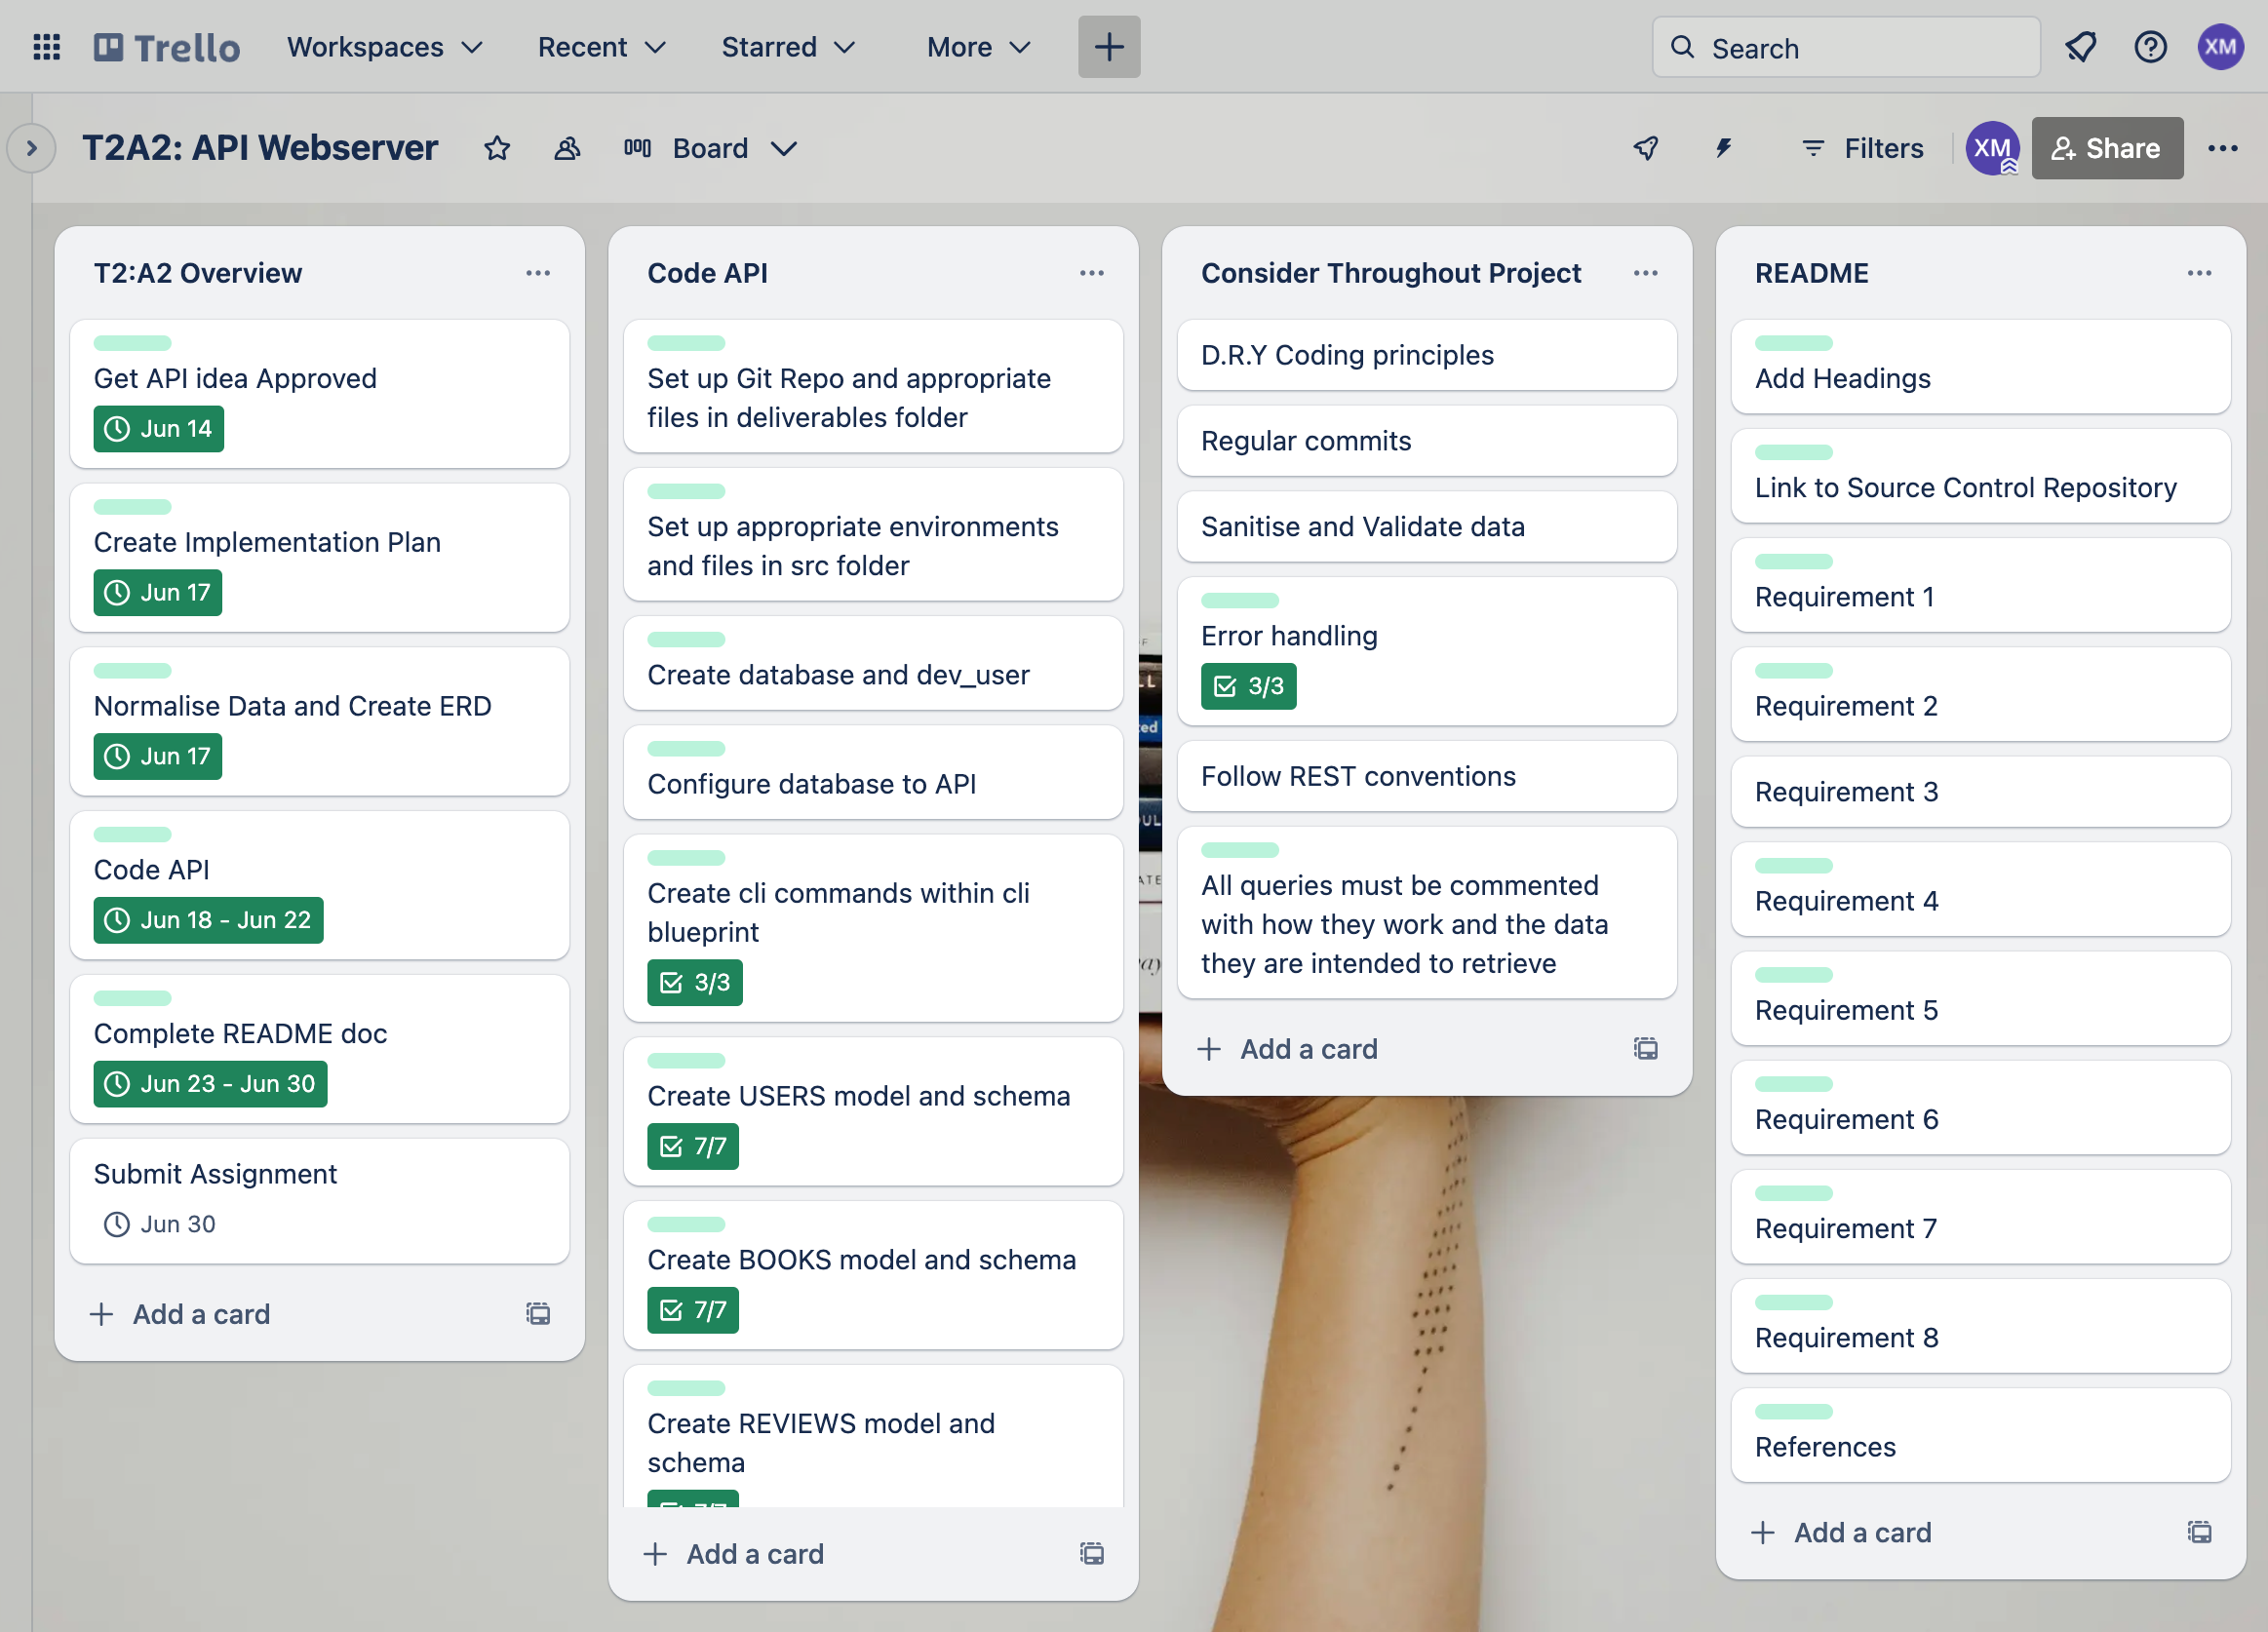 Trello
Workspaces
Recent
Starred
More
Search
XM
T2A2: API Webserver
Board
Filters
XM
Share
T2:A2 Overview
Get API idea Approved
Jun 14
Create Implementation Plan
Jun 17
Normalise Data and Create ERD
Jun 17
Code API
Jun 18 - Jun 22
Complete README doc
Jun 23 - Jun 30
Submit Assignment
Jun 30
Add a card
Code API
Set up Git Repo and appropriate
files in deliverables folder
Set up appropriate environments
and files in src folder
Create database and dev_user
Configure database to API
Create cli commands within cli
blueprint
3/3
Create USERS model and schema
7/7
Create BOOKS model and schema
7/7
Create REVIEWS model and
schema
Add a card
Consider Throughout Project
D.R.Y Coding principles
Regular commits
Sanitise and Validate data
Error handling
3/3
Follow REST conventions
All queries must be commented
with how they work and the data
they are intended to retrieve
Add a card
README
Add Headings
Link to Source Control Repository
Requirement 1
Requirement 2
Requirement 3
Requirement 4
Requirement 5
Requirement 6
Requirement 7
Requirement 8
References
Add a card